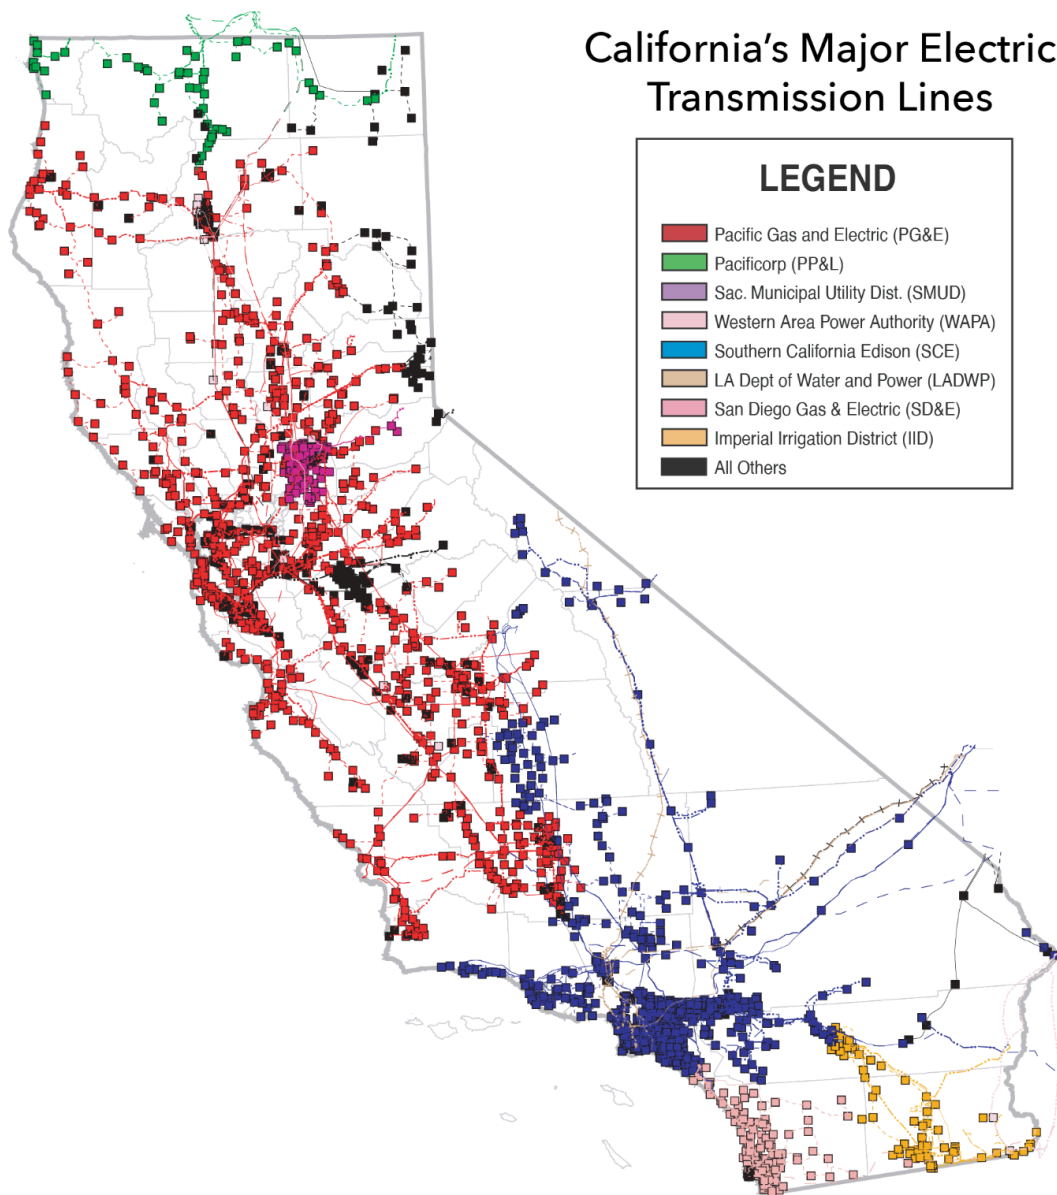 California's Major Electric
Transmission Lines
LEGEND
Pacific Gas and Electric (PG&E)
Pacificorp (PP&L)
Sac. Municipal Utility Dist. (SMUD)
Western Area Power Authority (WAPA)
Southern California Edison (SCE)
LA Dept of Water and Power (LADWP)
San Diego Gas & Electric (SD&E)
Imperial Irrigation District (IID)
All Others